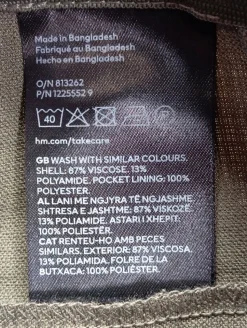 Made in Bangladesh
Fabriqué au Bangladesh
Hecho en Bangladesh
O/N 813262
P/N 1225552 9
40
hm.com/takecare
GB WASH WITH SIMILAR COLOURS.
SHELL: 87% VISCOSE. 13%
POLYAMIDE. POCKET LINING: 100%
POLYESTER.
AL LANI ME NGJYRA TË NGJASHME.
SHTRESA E JASHTME: 87% VISKOZË.
13% POLIAMIDE. ASTARI I XHEPIT:
100% POLIESTËR.
CAT RENTEU-HO AMB PECES
SIMILARS. EXTERIOR: 87% VISCOSA.
13% POLIAMIDA. FOLRE DE LA
BUTXACA: 100% POLIÈSTER.